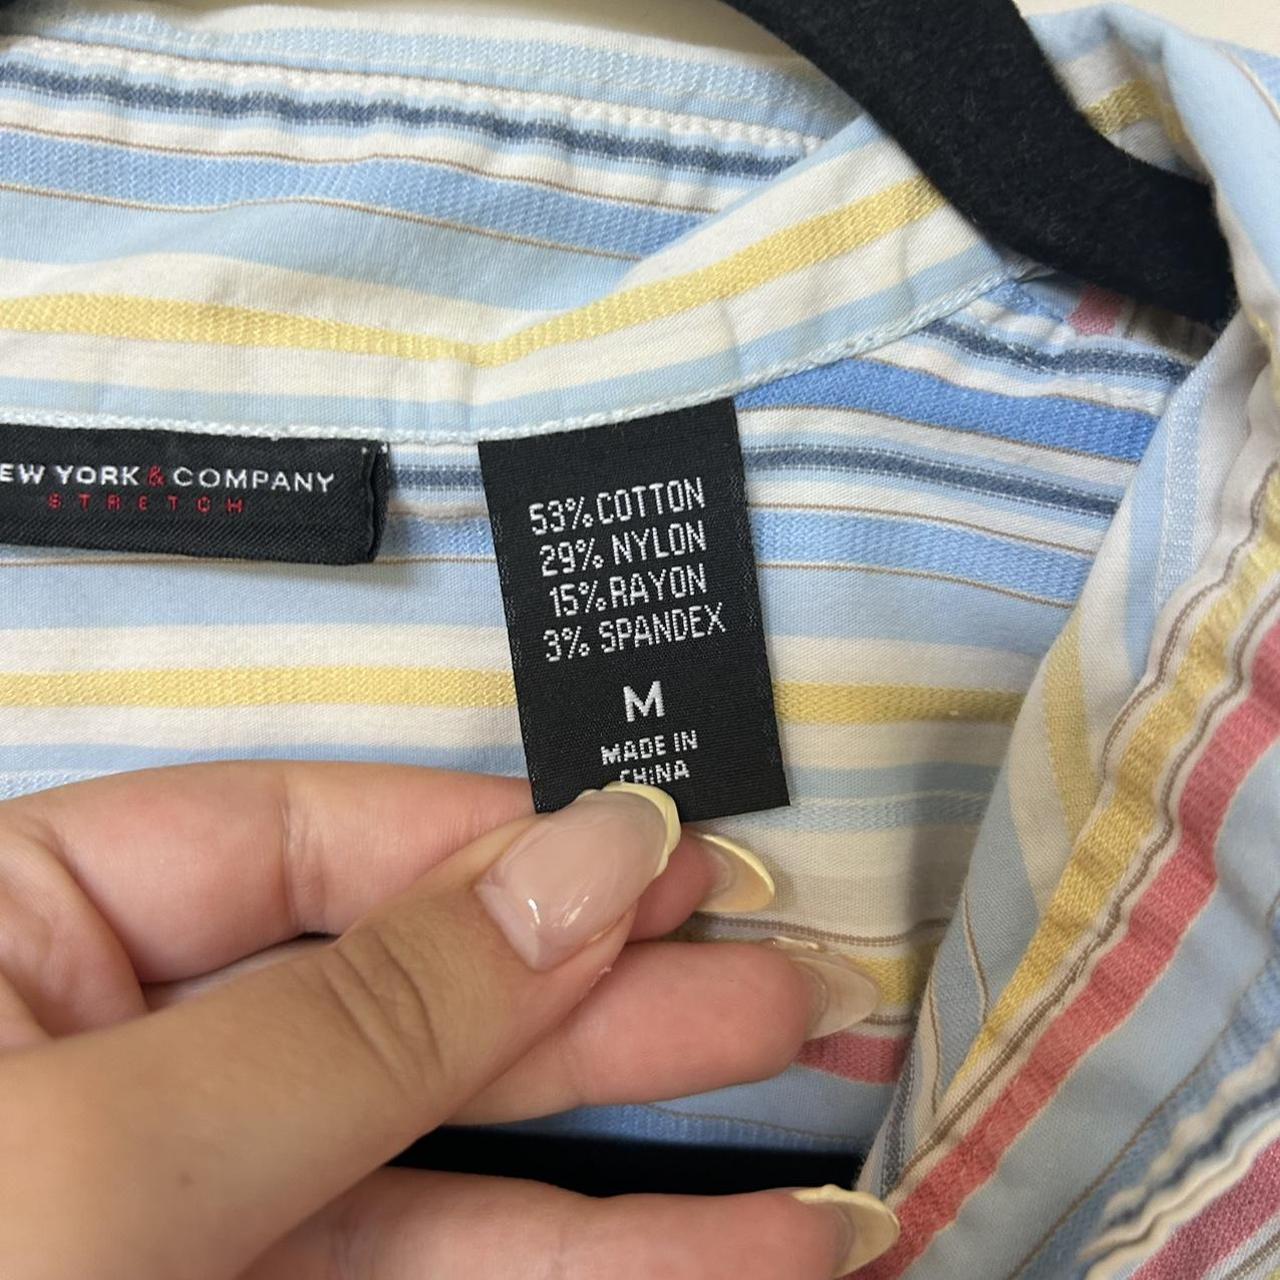 EW YORK & COMPANY
STRETCH
53% COTTON
29% NYLON
15% RAYON
3% SPANDEX
M
MADE IN
CHINA